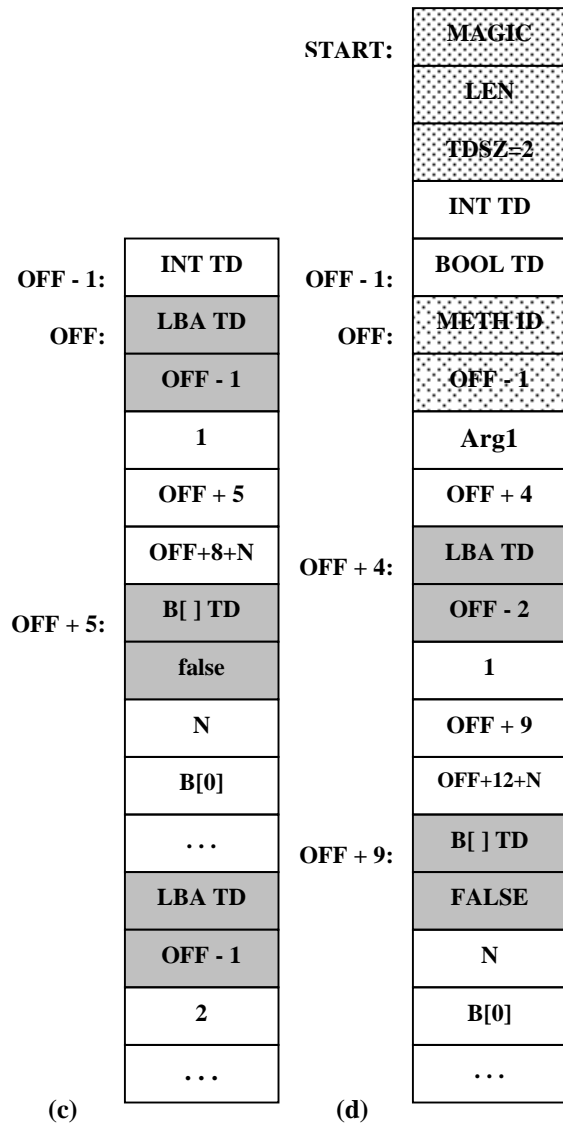 INT TD
OFF - 1:
LBA TD
OFF:
OFF - 1
1
OFF + 5
OFF+8+N
B[ ] TD
OFF + 5:
false
N
B[0]
. . .
LBA TD
OFF - 1
2
. . .
(c)
START:
MAGIC
LEN
TDSZ=2
INT TD
OFF - 1:
BOOL TD
OFF:
METH ID
OFF - 1
Arg1
OFF + 4
OFF + 4:
LBA TD
OFF - 2
1
OFF + 9
OFF+12+N
OFF + 9:
B[ ] TD
FALSE
N
B[0]
. . .
(d)